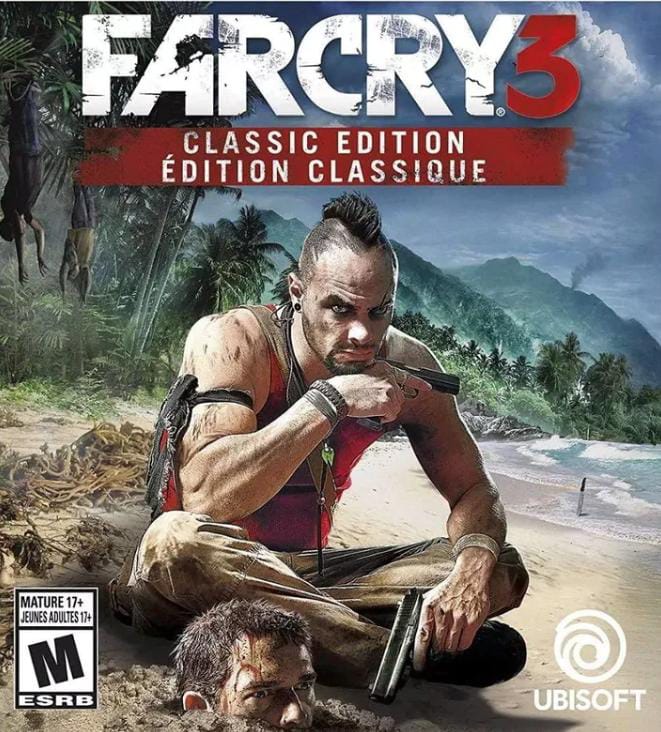 FARCRY3
CLASSIC EDITION
ÉDITION CLASSIQUE
MATURE 17+
JEUNES ADULTES 17+
M
ESRB
UBISOFT